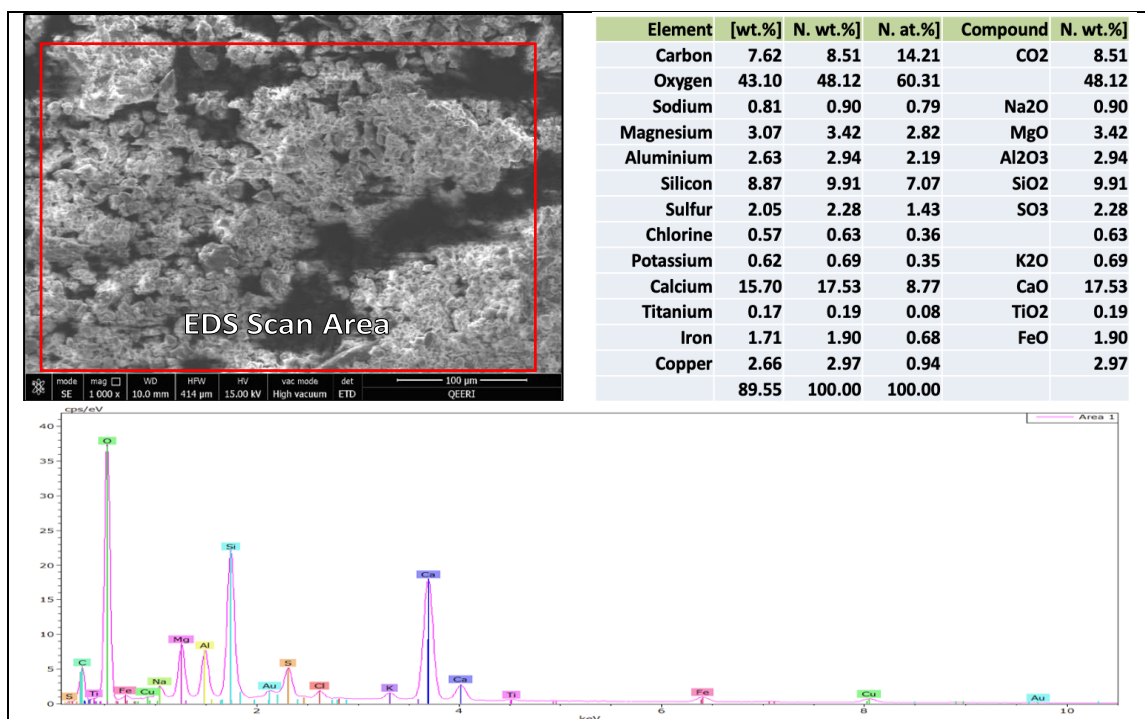 EDS Scan Area
mode mag WD HFW HV vac mode det 100 µm
SE 1 000 x 10.0 mm 414 µm 15.00 kV High vacuum ETD QEERI
Element [wt.%] N. wt.%] N. at.%] Compound N. wt.%]
Carbon 7.62 8.51 14.21 CO2 8.51
Oxygen 43.10 48.12 60.31 48.12
Sodium 0.81 0.90 0.79 Na2O 0.90
Magnesium 3.07 3.42 2.82 MgO 3.42
Aluminium 2.63 2.94 2.19 Al2O3 2.94
Silicon 8.87 9.91 7.07 SiO2 9.91
Sulfur 2.05 2.28 1.43 SO3 2.28
Chlorine 0.57 0.63 0.36 0.63
Potassium 0.62 0.69 0.35 K2O 0.69
Calcium 15.70 17.53 8.77 CaO 17.53
Titanium 0.17 0.19 0.08 TiO2 0.19
Iron 1.71 1.90 0.68 FeO 1.90
Copper 2.66 2.97 0.94 2.97
89.55 100.00 100.00
cps/eV
Area 1
40
35
30
25
20
15
10
5
0
S C Ti O Fe Cu Na Mg Al Si Au S Cl K Ca Ca Ti Fe Cu Au
2 4 6 8 10
keV